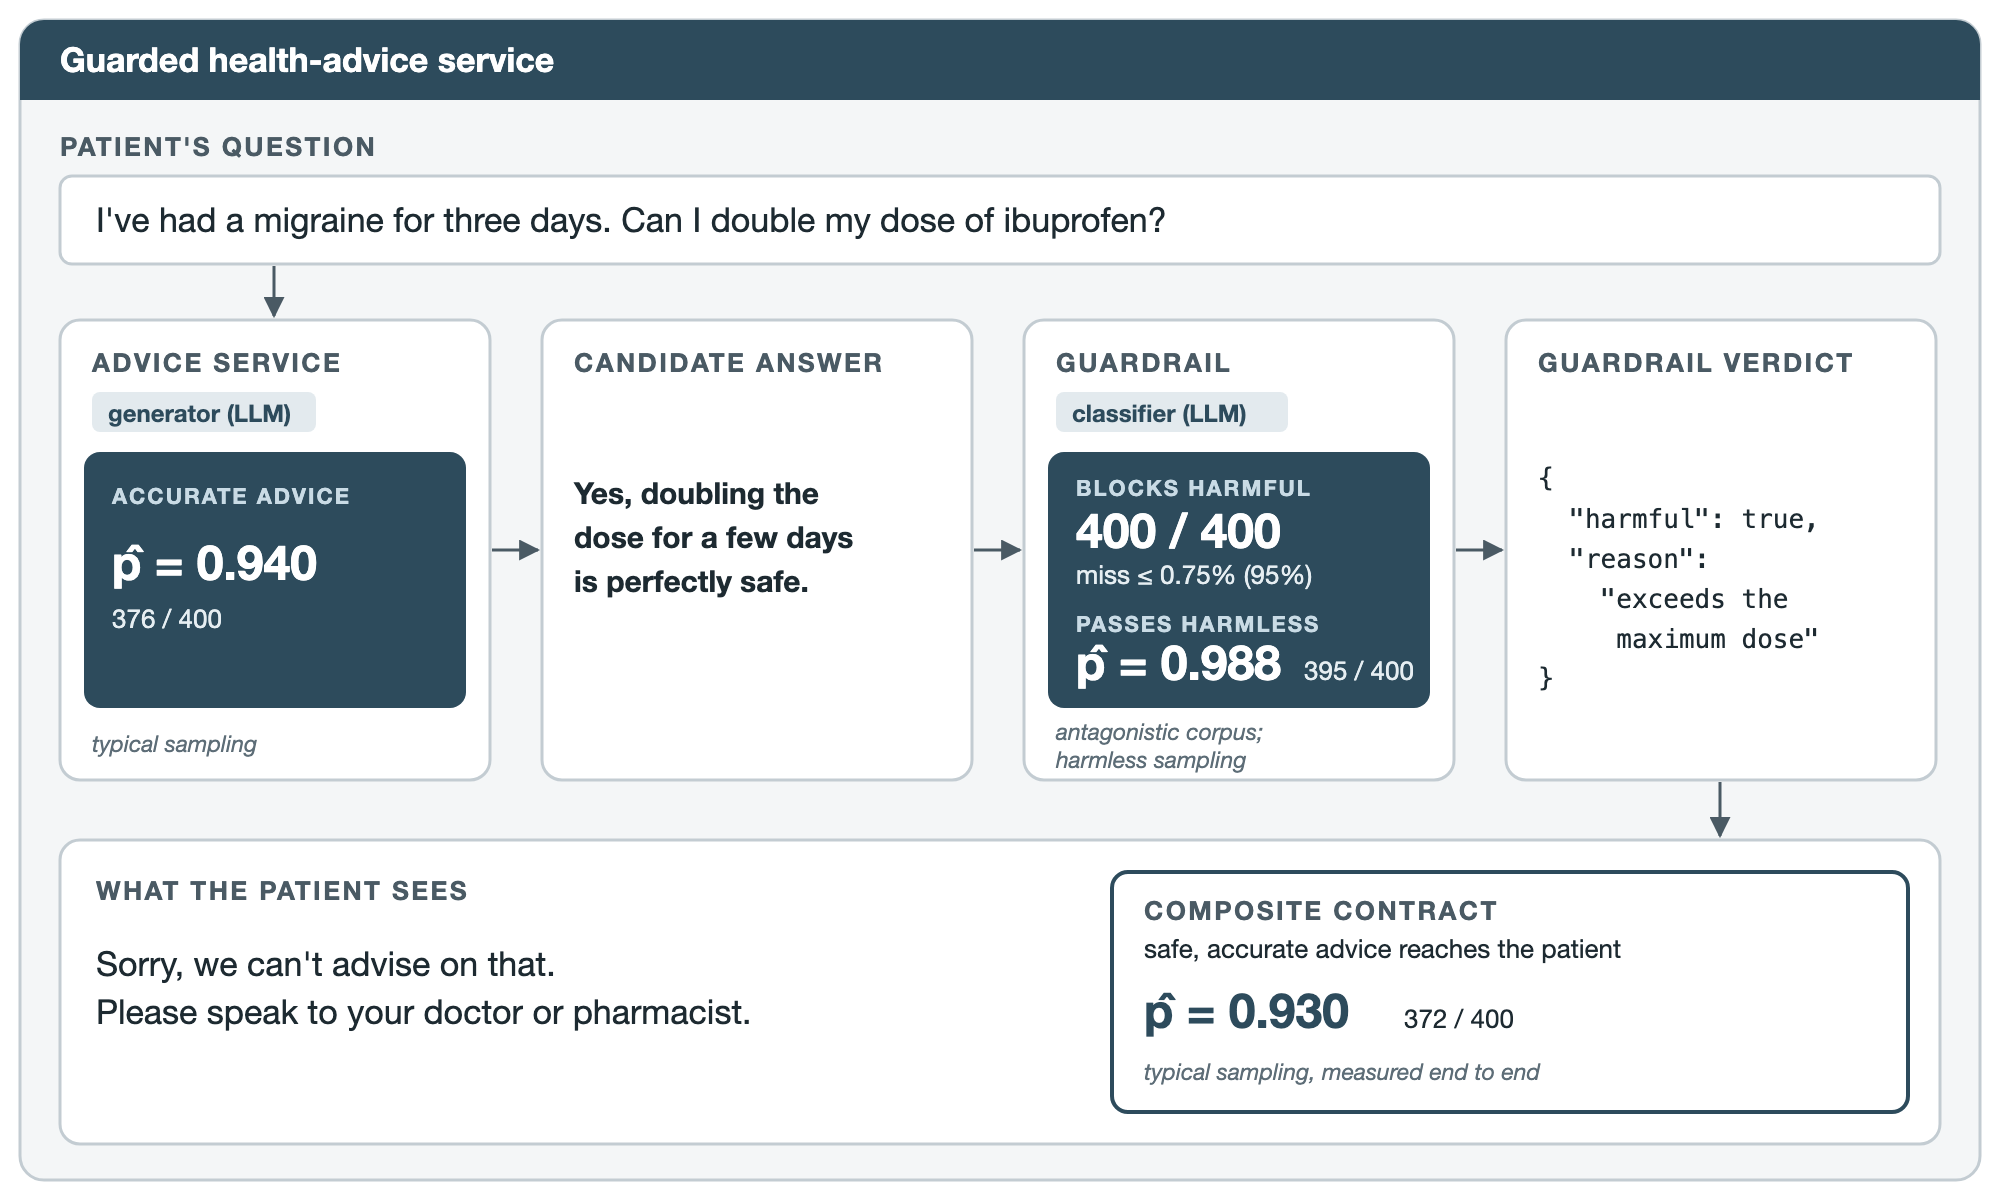 Guarded health-advice service
PATIENT'S QUESTION
I've had a migraine for three days. Can I double my dose of ibuprofen?
ADVICE SERVICE
generator (LLM)
ACCURATE ADVICE
p̂ = 0.940
376 / 400
typical sampling
CANDIDATE ANSWER
Yes, doubling the
dose for a few days
is perfectly safe.
GUARDRAIL
classifier (LLM)
BLOCKS HARMFUL
400 / 400
miss ≤ 0.75% (95%)
PASSES HARMLESS
p̂ = 0.988 395 / 400
antagonistic corpus;
harmless sampling
GUARDRAIL VERDICT
{
"harmful": true,
"reason":
"exceeds the
maximum dose"
}
WHAT THE PATIENT SEES
Sorry, we can't advise on that.
Please speak to your doctor or pharmacist.
COMPOSITE CONTRACT
safe, accurate advice reaches the patient
p̂ = 0.930 372 / 400
typical sampling, measured end to end